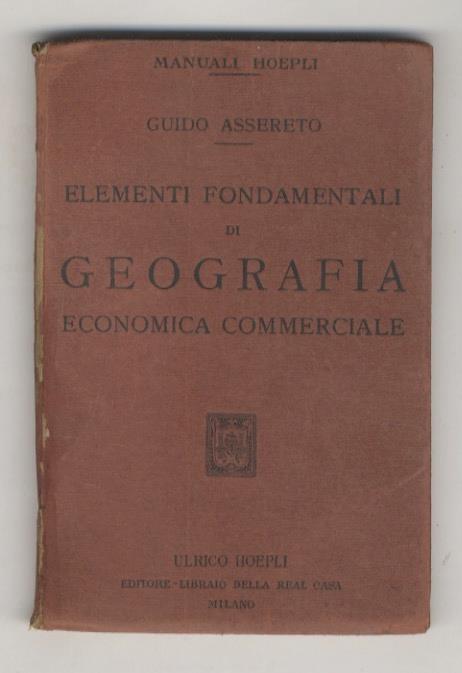 MANUALI HOEPLI
GUIDO ASSERETO
ELEMENTI FONDAMENTALI
DI
GEOGRAFIA
ECONOMICA COMMERCIALE
ULRICO HOEPLI
EDITORE-LIBRAIO DELLA REAL CASA
MILANO